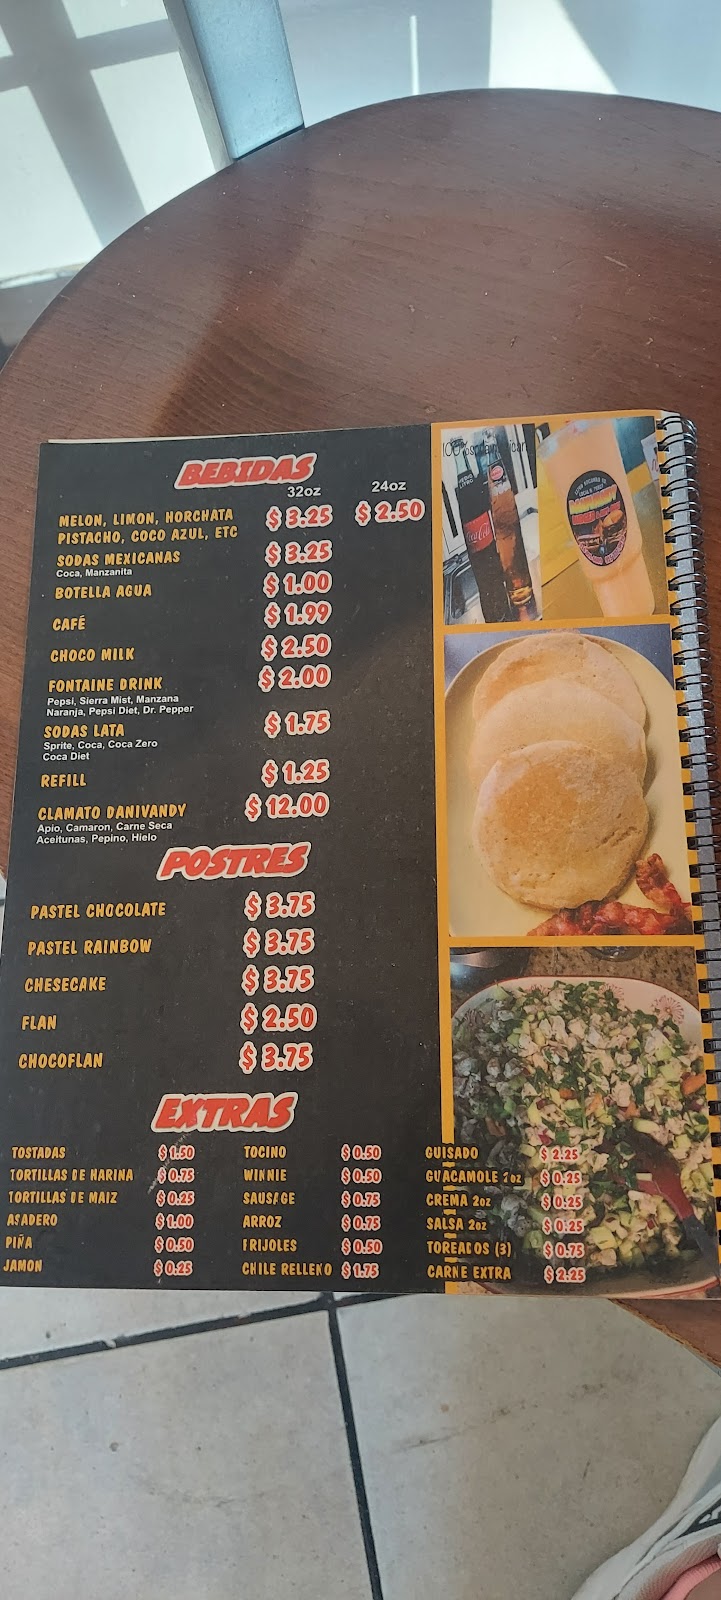 BEBIDAS
32oz 24oz
MELON, LIMON, HORCHATA $3.25 $2.50
PISTACHO, COCO AZUL, ETC
SODAS MEXICANAS $3.25
Coca, Manzanita
BOTELLA AGUA $1.00
CAFÉ $1.99
CHOCO MILK $2.50
FONTAINE DRINK $2.00
Pepsi, Sierra Mist, Manzana
Naranja, Pepsi Diet, Dr. Pepper
SODAS LATA $1.75
Sprite, Coca, Coca Zero
Coca Diet
REFILL $1.25
CLAMATO DANIVANDY $12.00
Apio, Camaron, Carne Seca
Aceitunas, Pepino, Hielo
POSTRES
PASTEL CHOCOLATE $3.75
PASTEL RAINBOW $3.75
CHESECAKE $3.75
FLAN $2.50
CHOCOFLAN $3.75
EXTRAS
TOSTADAS $1.50 TOCINO $0.50 GUISADO $2.25
TORTILLAS DE HARINA $0.75 WINNIE $0.50 GUACAMOLE 2oz $0.25
TORTILLAS DE MAIZ $0.25 SAUSAGE $0.75 CREMA 2oz $0.25
ASADERO $1.00 ARROZ $0.75 SALSA 2oz $0.25
PIÑA $0.50 FRIJOLES $0.50 TOREADOS (3) $0.75
JAMON $0.25 CHILE RELLENO $1.75 CARNE EXTRA $2.25
Coca-Cola